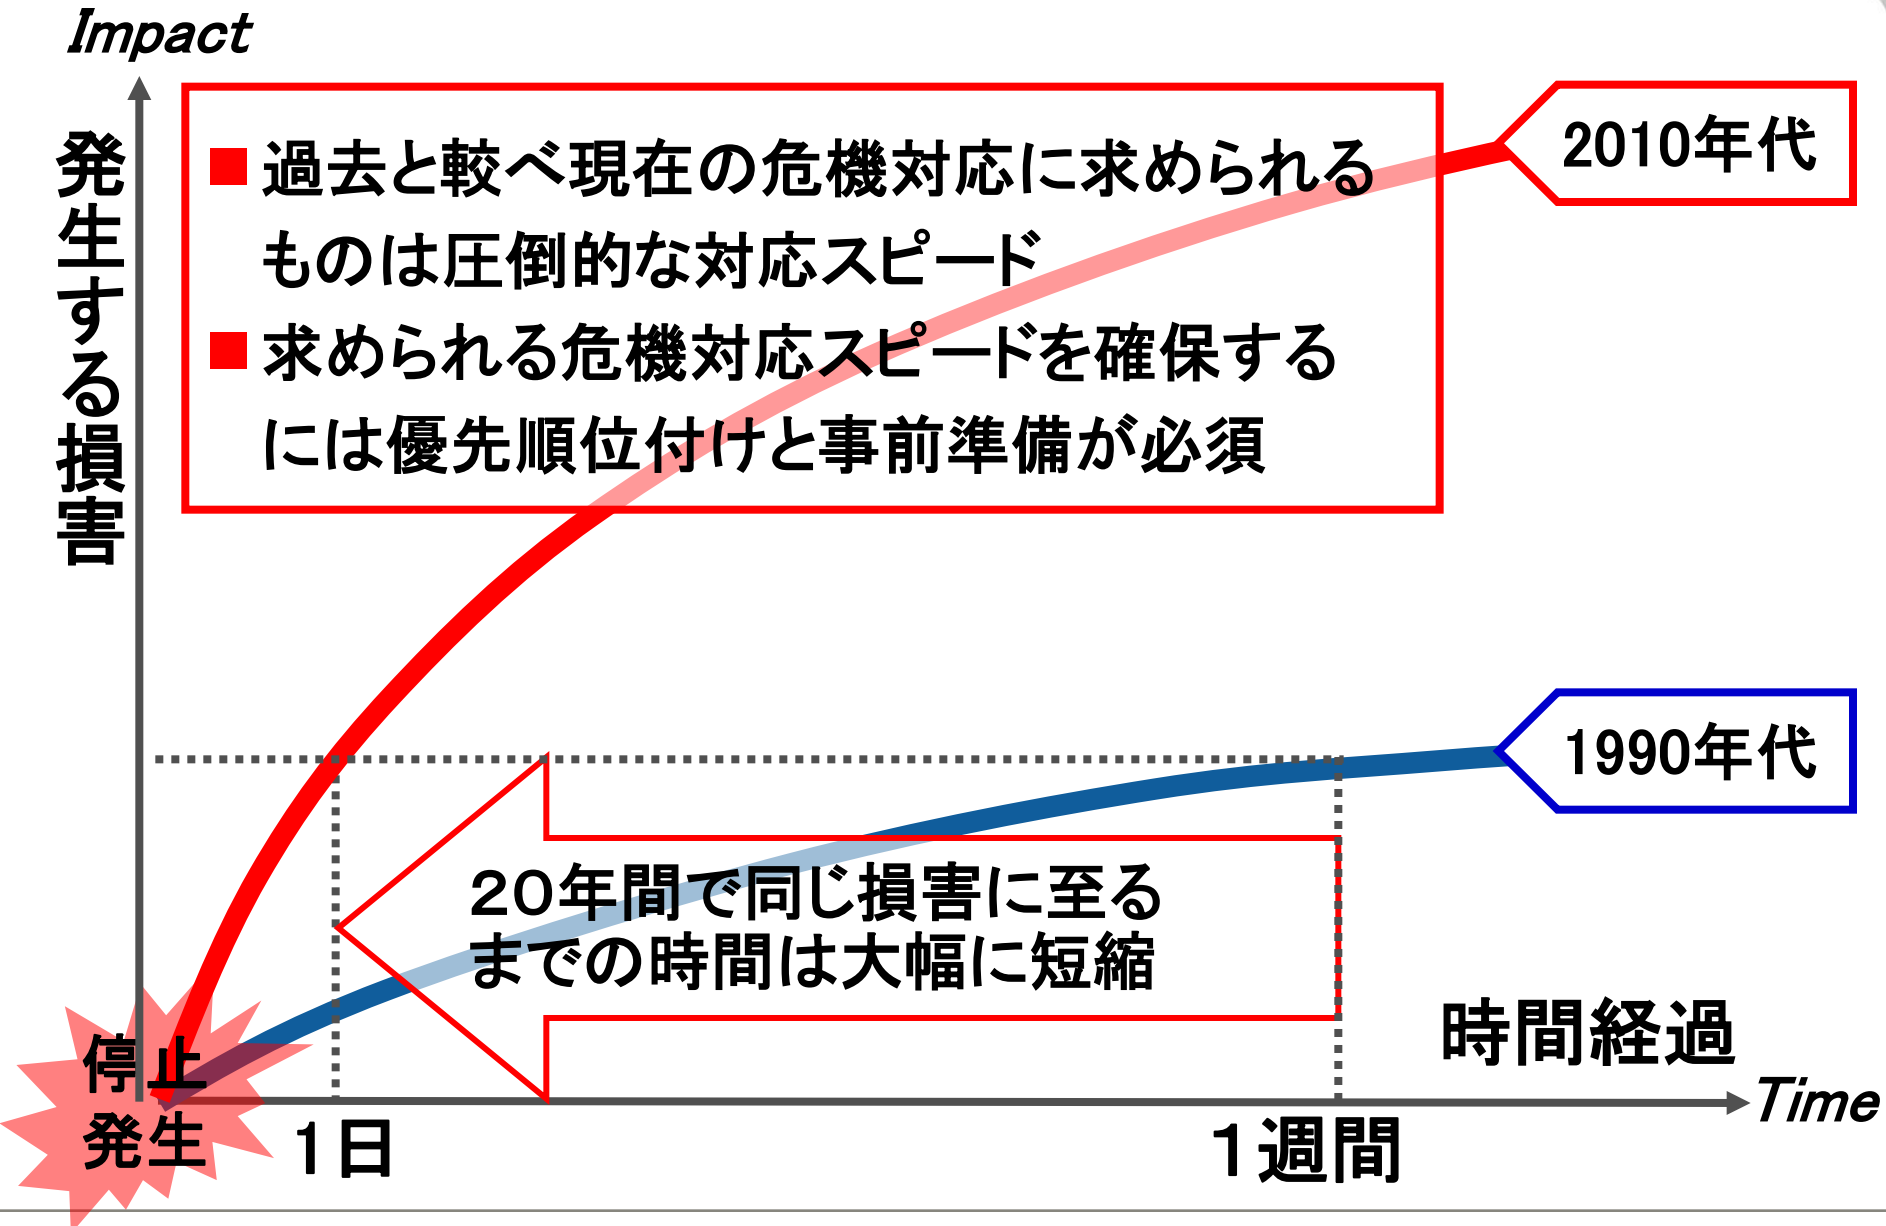 Impact
発生する損害
■過去と較べ現在の危機対応に求められる
ものは圧倒的な対応スピード
■求められる危機対応スピードを確保する
には優先順位付けと事前準備が必須
2010年代
1990年代
20年間で同じ損害に至る
までの時間は大幅に短縮
時間経過
Time
停止
発生
1日
1週間